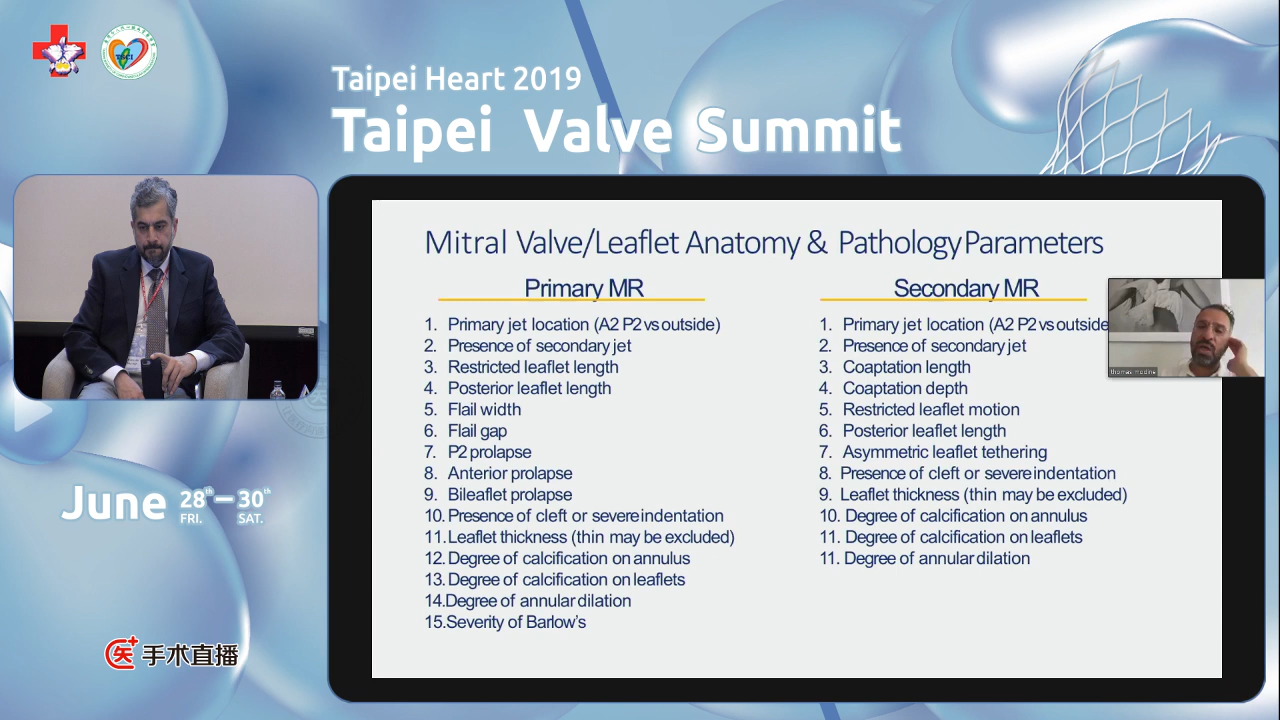 Taipei Heart 2019
Taipei Valve Summit
TSCI
Mitral Valve/Leaflet Anatomy & Pathology Parameters
Primary MR
1. Primary jet location (A2 P2 vs outside)
2. Presence of secondary jet
3. Restricted leaflet length
4. Posterior leaflet length
5. Flail width
6. Flail gap
7. P2 prolapse
8. Anterior prolapse
9. Bileaflet prolapse
10. Presence of cleft or severe indentation
11. Leaflet thickness (thin may be excluded)
12. Degree of calcification on annulus
13. Degree of calcification on leaflets
14. Degree of annular dilation
15. Severity of Barlow's
Secondary MR
1. Primary jet location (A2 P2 vs outside
2. Presence of secondary jet
3. Coaptation length
4. Coaptation depth
5. Restricted leaflet motion
6. Posterior leaflet length
7. Asymmetric leaflet tethering
8. Presence of cleft or severe indentation
9. Leaflet thickness (thin may be excluded)
10. Degree of calcification on annulus
11. Degree of calcification on leaflets
11. Degree of annular dilation
thomas modine
June 28th – 30th
FRI. SAT.
医 手术直播